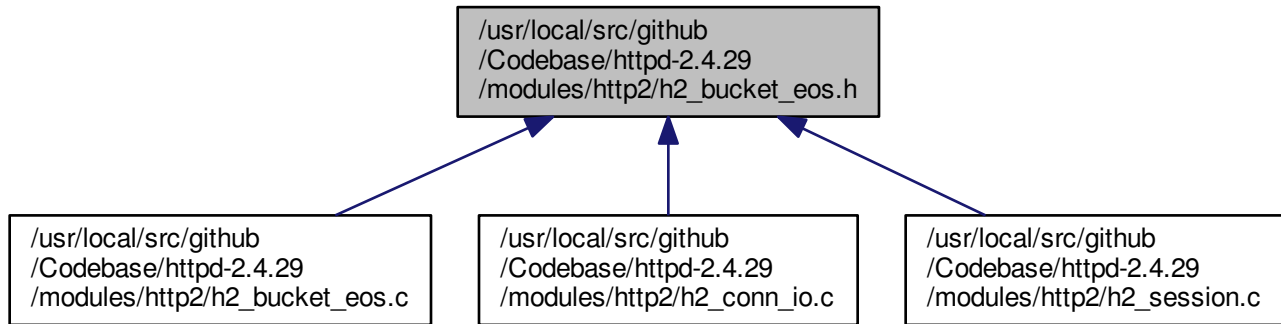 /usr/local/src/github
/Codebase/httpd-2.4.29
/modules/http2/h2_bucket_eos.h
/usr/local/src/github
/Codebase/httpd-2.4.29
/modules/http2/h2_bucket_eos.c
/usr/local/src/github
/Codebase/httpd-2.4.29
/modules/http2/h2_conn_io.c
/usr/local/src/github
/Codebase/httpd-2.4.29
/modules/http2/h2_session.c